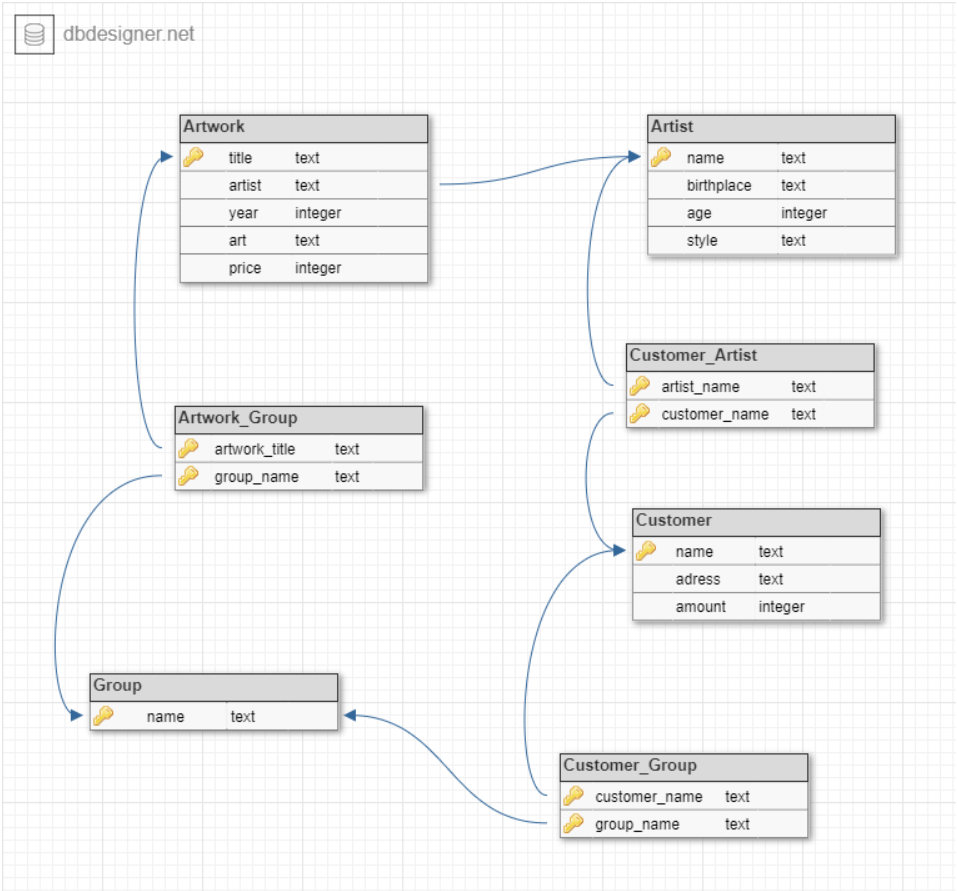 dbdesigner.net
Artwork
title text
artist text
year integer
art text
price integer
Artist
name text
birthplace text
age integer
style text
Customer_Artist
artist_name text
customer_name text
Artwork_Group
artwork_title text
group_name text
Customer
name text
adress text
amount integer
Group
name text
Customer_Group
customer_name text
group_name text